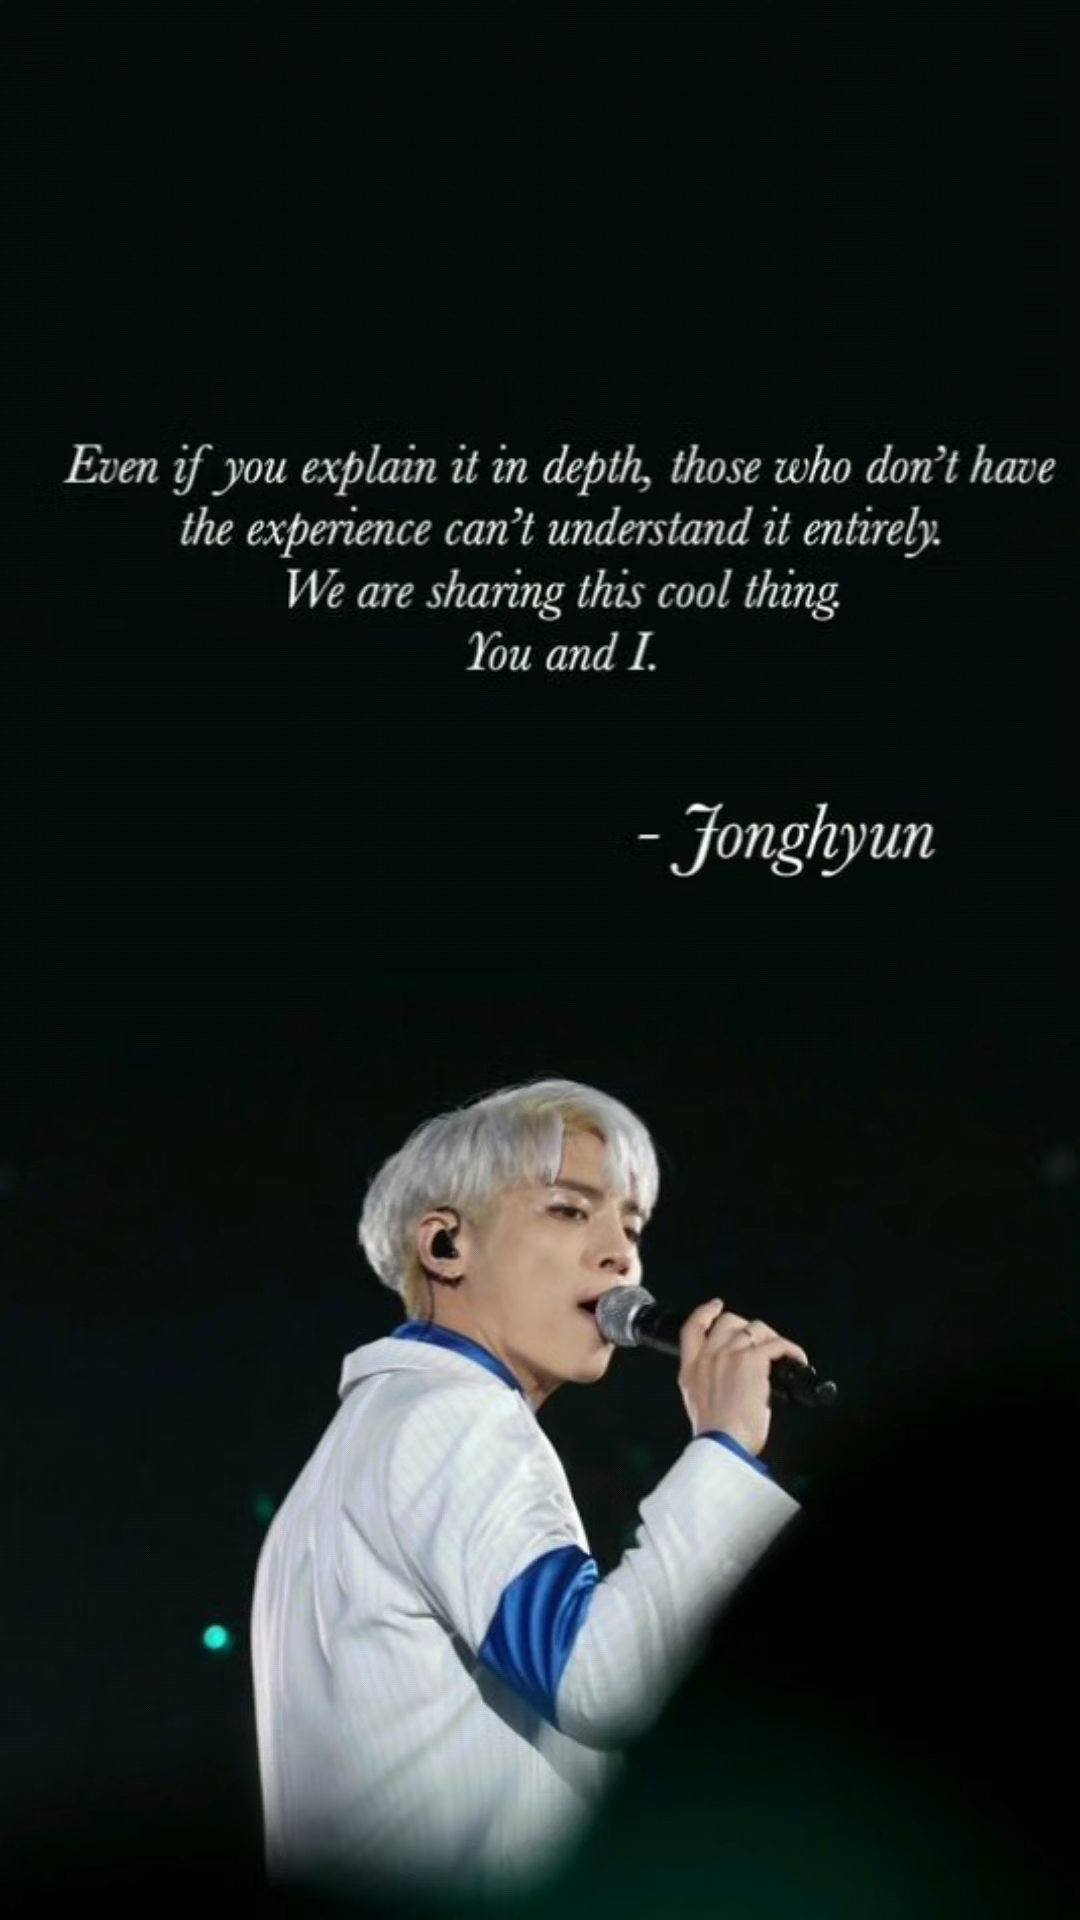 Even if you explain it in depth, those who don't have
the experience can't understand it entirely.
We are sharing this cool thing.
You and I.
- Jonghyun